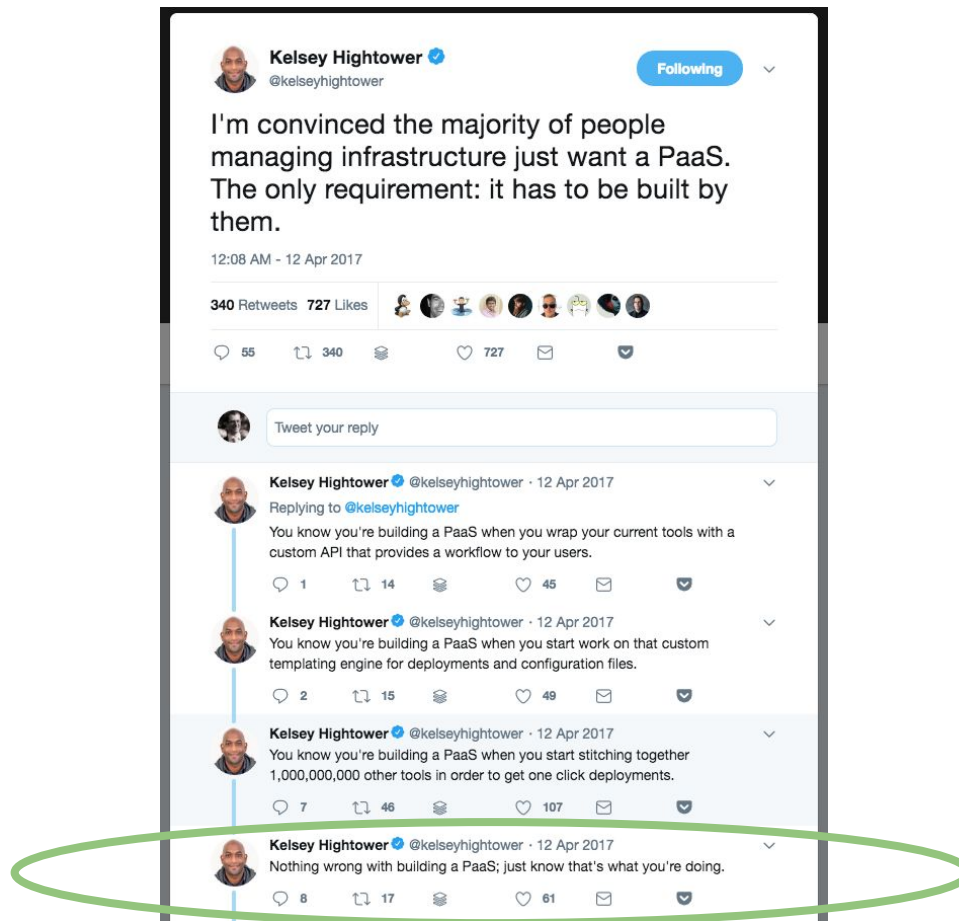 Kelsey Hightower
Following
@kelseyhightower
I'm convinced the majority of people
managing infrastructure just want a PaaS.
The only requirement: it has to be built by
them.
12:08 AM - 12 Apr 2017
340 Retweets 727 Likes
55 340 727
Tweet your reply
Kelsey Hightower @kelseyhightower · 12 Apr 2017
Replying to @kelseyhightower
You know you're building a PaaS when you wrap your current tools with a
custom API that provides a workflow to your users.
1 14 45
Kelsey Hightower @kelseyhightower · 12 Apr 2017
You know you're building a PaaS when you start work on that custom
templating engine for deployments and configuration files.
2 15 49
Kelsey Hightower @kelseyhightower · 12 Apr 2017
You know you're building a PaaS when you start stitching together
1,000,000,000 other tools in order to get one click deployments.
7 46 107
Kelsey Hightower @kelseyhightower · 12 Apr 2017
Nothing wrong with building a PaaS; just know that's what you're doing.
8 17 61